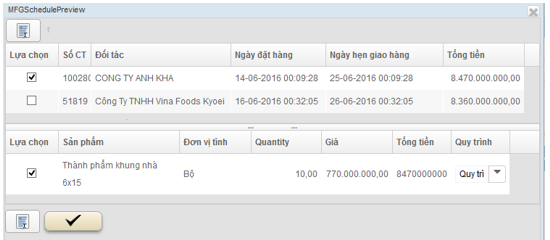 MFGSchedulePreview
Lựa chọn Số CT Đối tác Ngày đặt hàng Ngày hẹn giao hàng Tổng tiền
10028( CONG TY ANH KHA 14-06-2016 00:09:28 25-06-2016 00:09:28 8.470.000.000,00
51819 Công Ty TNHH Vina Foods Kyoei 16-06-2016 00:32:05 26-06-2016 00:32:05 8.360.000.000,00
Lựa chọn Sản phẩm Đơn vị tính Quantity Giá Tổng tiền Quy trình
Thành phẩm khung nhà
6x15 Bộ 10,00 770.000.000,00 8470000000 Quy trì